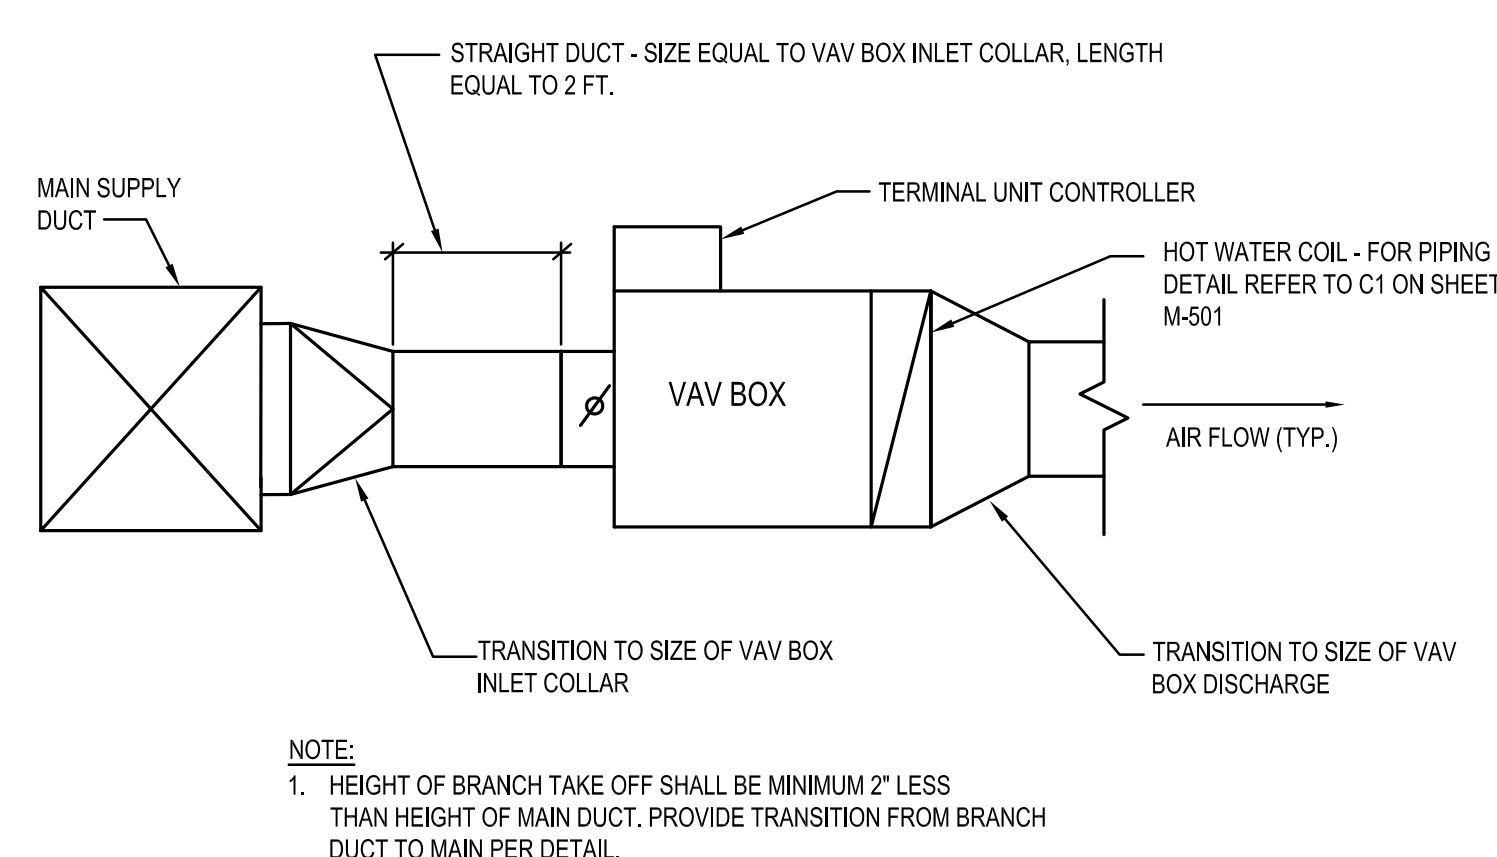 STRAIGHT DUCT - SIZE EQUAL TO VAV BOX INLET COLLAR, LENGTH
EQUAL TO 2 FT.
MAIN SUPPLY
DUCT
TERMINAL UNIT CONTROLLER
HOT WATER COIL - FOR PIPING
DETAIL REFER TO C1 ON SHEET
M-501
VAV BOX
AIR FLOW (TYP.)
TRANSITION TO SIZE OF VAV BOX
INLET COLLAR
TRANSITION TO SIZE OF VAV
BOX DISCHARGE
NOTE:
1. HEIGHT OF BRANCH TAKE OFF SHALL BE MINIMUM 2" LESS
THAN HEIGHT OF MAIN DUCT. PROVIDE TRANSITION FROM BRANCH
DUCT TO MAIN PER DETAIL.